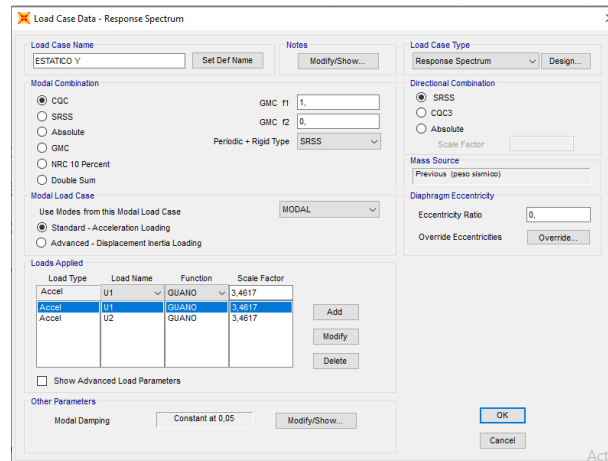 Load Case Data - Response Spectrum
Load Case Name
ESTATICO Y
Set Def Name
Notes
Modify/Show...
Load Case Type
Response Spectrum
Design...
Modal Combination
CQC
SRSS
Absolute
GMC
NRC 10 Percent
Double Sum
GMC f1 1,
GMC f2 0,
Periodic + Rigid Type SRSS
Directional Combination
SRSS
CQC3
Absolute
Scale Factor
Mass Source
Previous (peso sismico)
Modal Load Case
Use Modes from this Modal Load Case MODAL
Standard - Acceleration Loading
Advanced - Displacement Inertia Loading
Diaphragm Eccentricity
Eccentricity Ratio 0,
Override Eccentricities Override...
Loads Applied
Load Type Load Name Function Scale Factor
Accel U1 GUANO 3,4617
Accel U1 GUANO 3,4617
Accel U2 GUANO 3,4617
Add
Modify
Delete
Show Advanced Load Parameters
Other Parameters
Modal Damping Constant at 0,05 Modify/Show...
OK
Cancel
Act